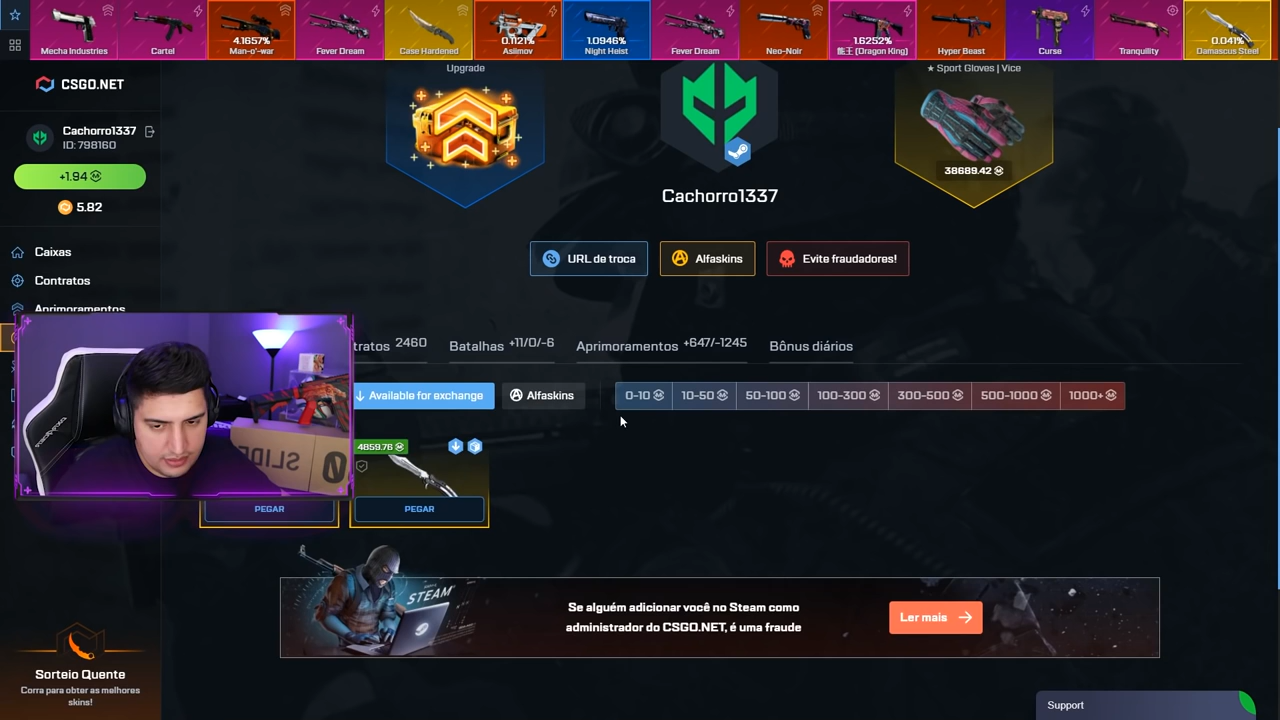 Mecha Industries
Cartel
4.1657%
Man-o'-war
Fever Dream
Case Hardened
0.1121%
Asiimov
1.0946%
Night Heist
Fever Dream
Neo-Noir
1.6252%
(Dragon King)
Hyper Beast
Curse
Tranquility
0.041%
Damascus Steel
CSGO.NET
Cachorro1337
ID: 798160
+1.94
5.82
Caixas
Contratos
Aprimoramentos
Upgrade
★ Sport Gloves | Vice
38689.42
Cachorro1337
URL de troca
Alfaskins
Evite fraudadores!
tratos 2460
Batalhas +11/0/-6
Aprimoramentos +647/-1245
Bônus diários
Available for exchange
Alfaskins
0-10
10-50
50-100
100-300
300-500
500-1000
1000+
4859.76
PEGAR
PEGAR
SLIDE
STEAM
Se alguém adicionar você no Steam como
administrador do CSGO.NET, é uma fraude
Ler mais
Sorteio Quente
Corra para obter as melhores
skins!
Support